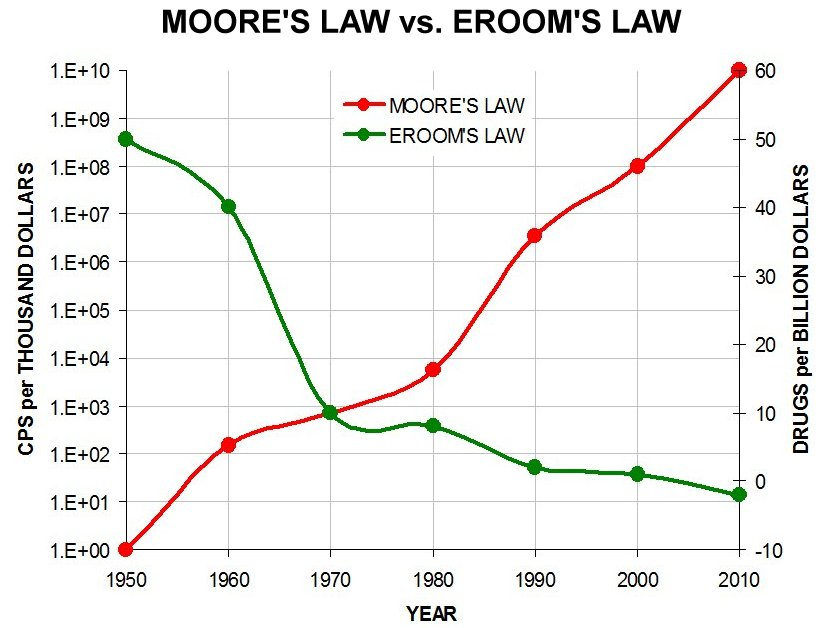 MOORE'S LAW vs. EROOM'S LAW
MOORE'S LAW
EROOM'S LAW
CPS per THOUSAND DOLLARS
1.E+10
1.E+09
1.E+08
1.E+07
1.E+06
1.E+05
1.E+04
1.E+03
1.E+02
1.E+01
1.E+00
60
50
40
30
20
10
0
-10
DRUGS per BILLION DOLLARS
1950 1960 1970 1980 1990 2000 2010
YEAR